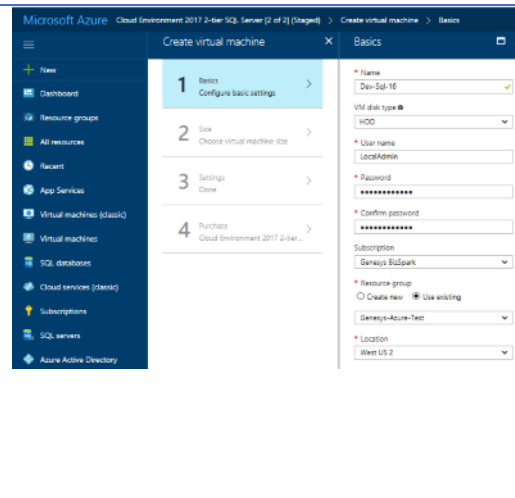 Microsoft Azure Cloud Environment 2017 2-tier SQL Server [2 of 2] (Staged) > Create virtual machine > Basics
Create virtual machine
Basics
New
Dashboard
Resource groups
All resources
Recent
App Services
Virtual machines (classic)
Virtual machines
SQL databases
Cloud services (classic)
Subscriptions
SQL servers
Azure Active Directory
1 Basics
Configure basic settings
2 Size
Choose virtual machine size
3 Settings
Done
4 Purchase
Cloud Environment 2017 2-tier...
* Name
Dev-Sql-16
VM disk type
HDD
* User name
LocalAdmin
* Password
* Confirm password
Subscription
Genesys BizSpark
* Resource group
Create new Use existing
Genesys-Azure-Test
* Location
West US 2